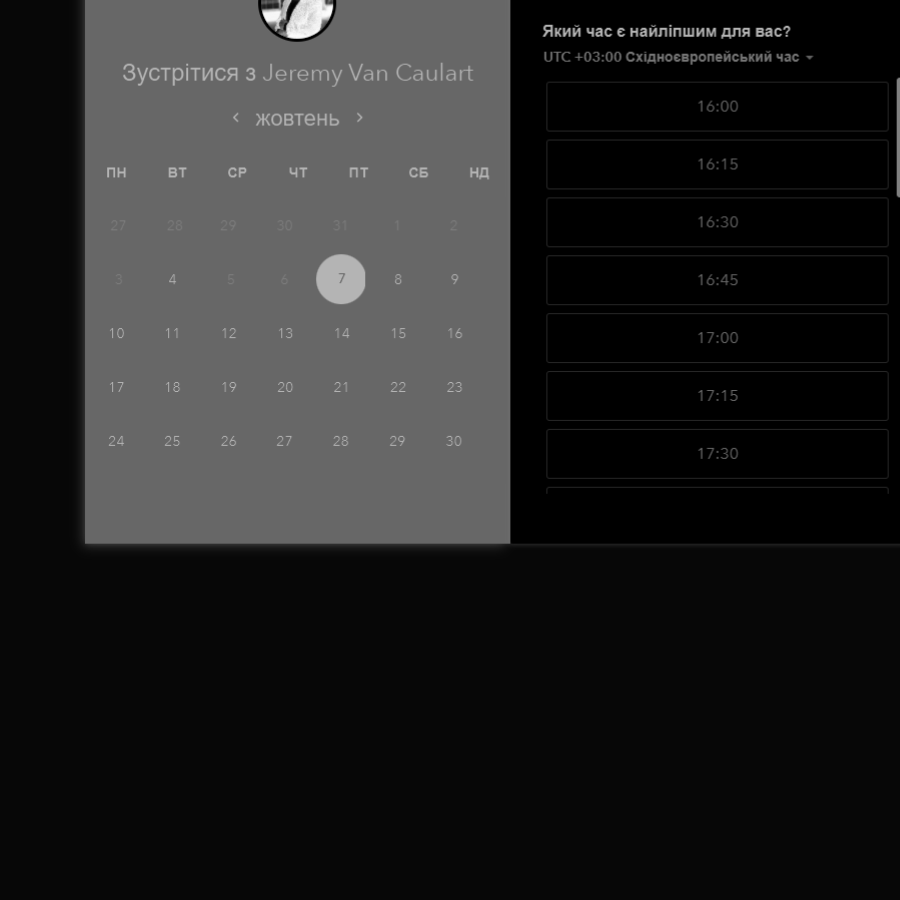 Зустрітися з Jeremy Van Caulart
жовтень
ПН ВТ СР ЧТ ПТ СБ НД
27 28 29 30 31 1 2
3 4 5 6 7 8 9
10 11 12 13 14 15 16
17 18 19 20 21 22 23
24 25 26 27 28 29 30
Який час є найліпшим для вас?
UTC +03:00 Східноєвропейський час
16:00
16:15
16:30
16:45
17:00
17:15
17:30